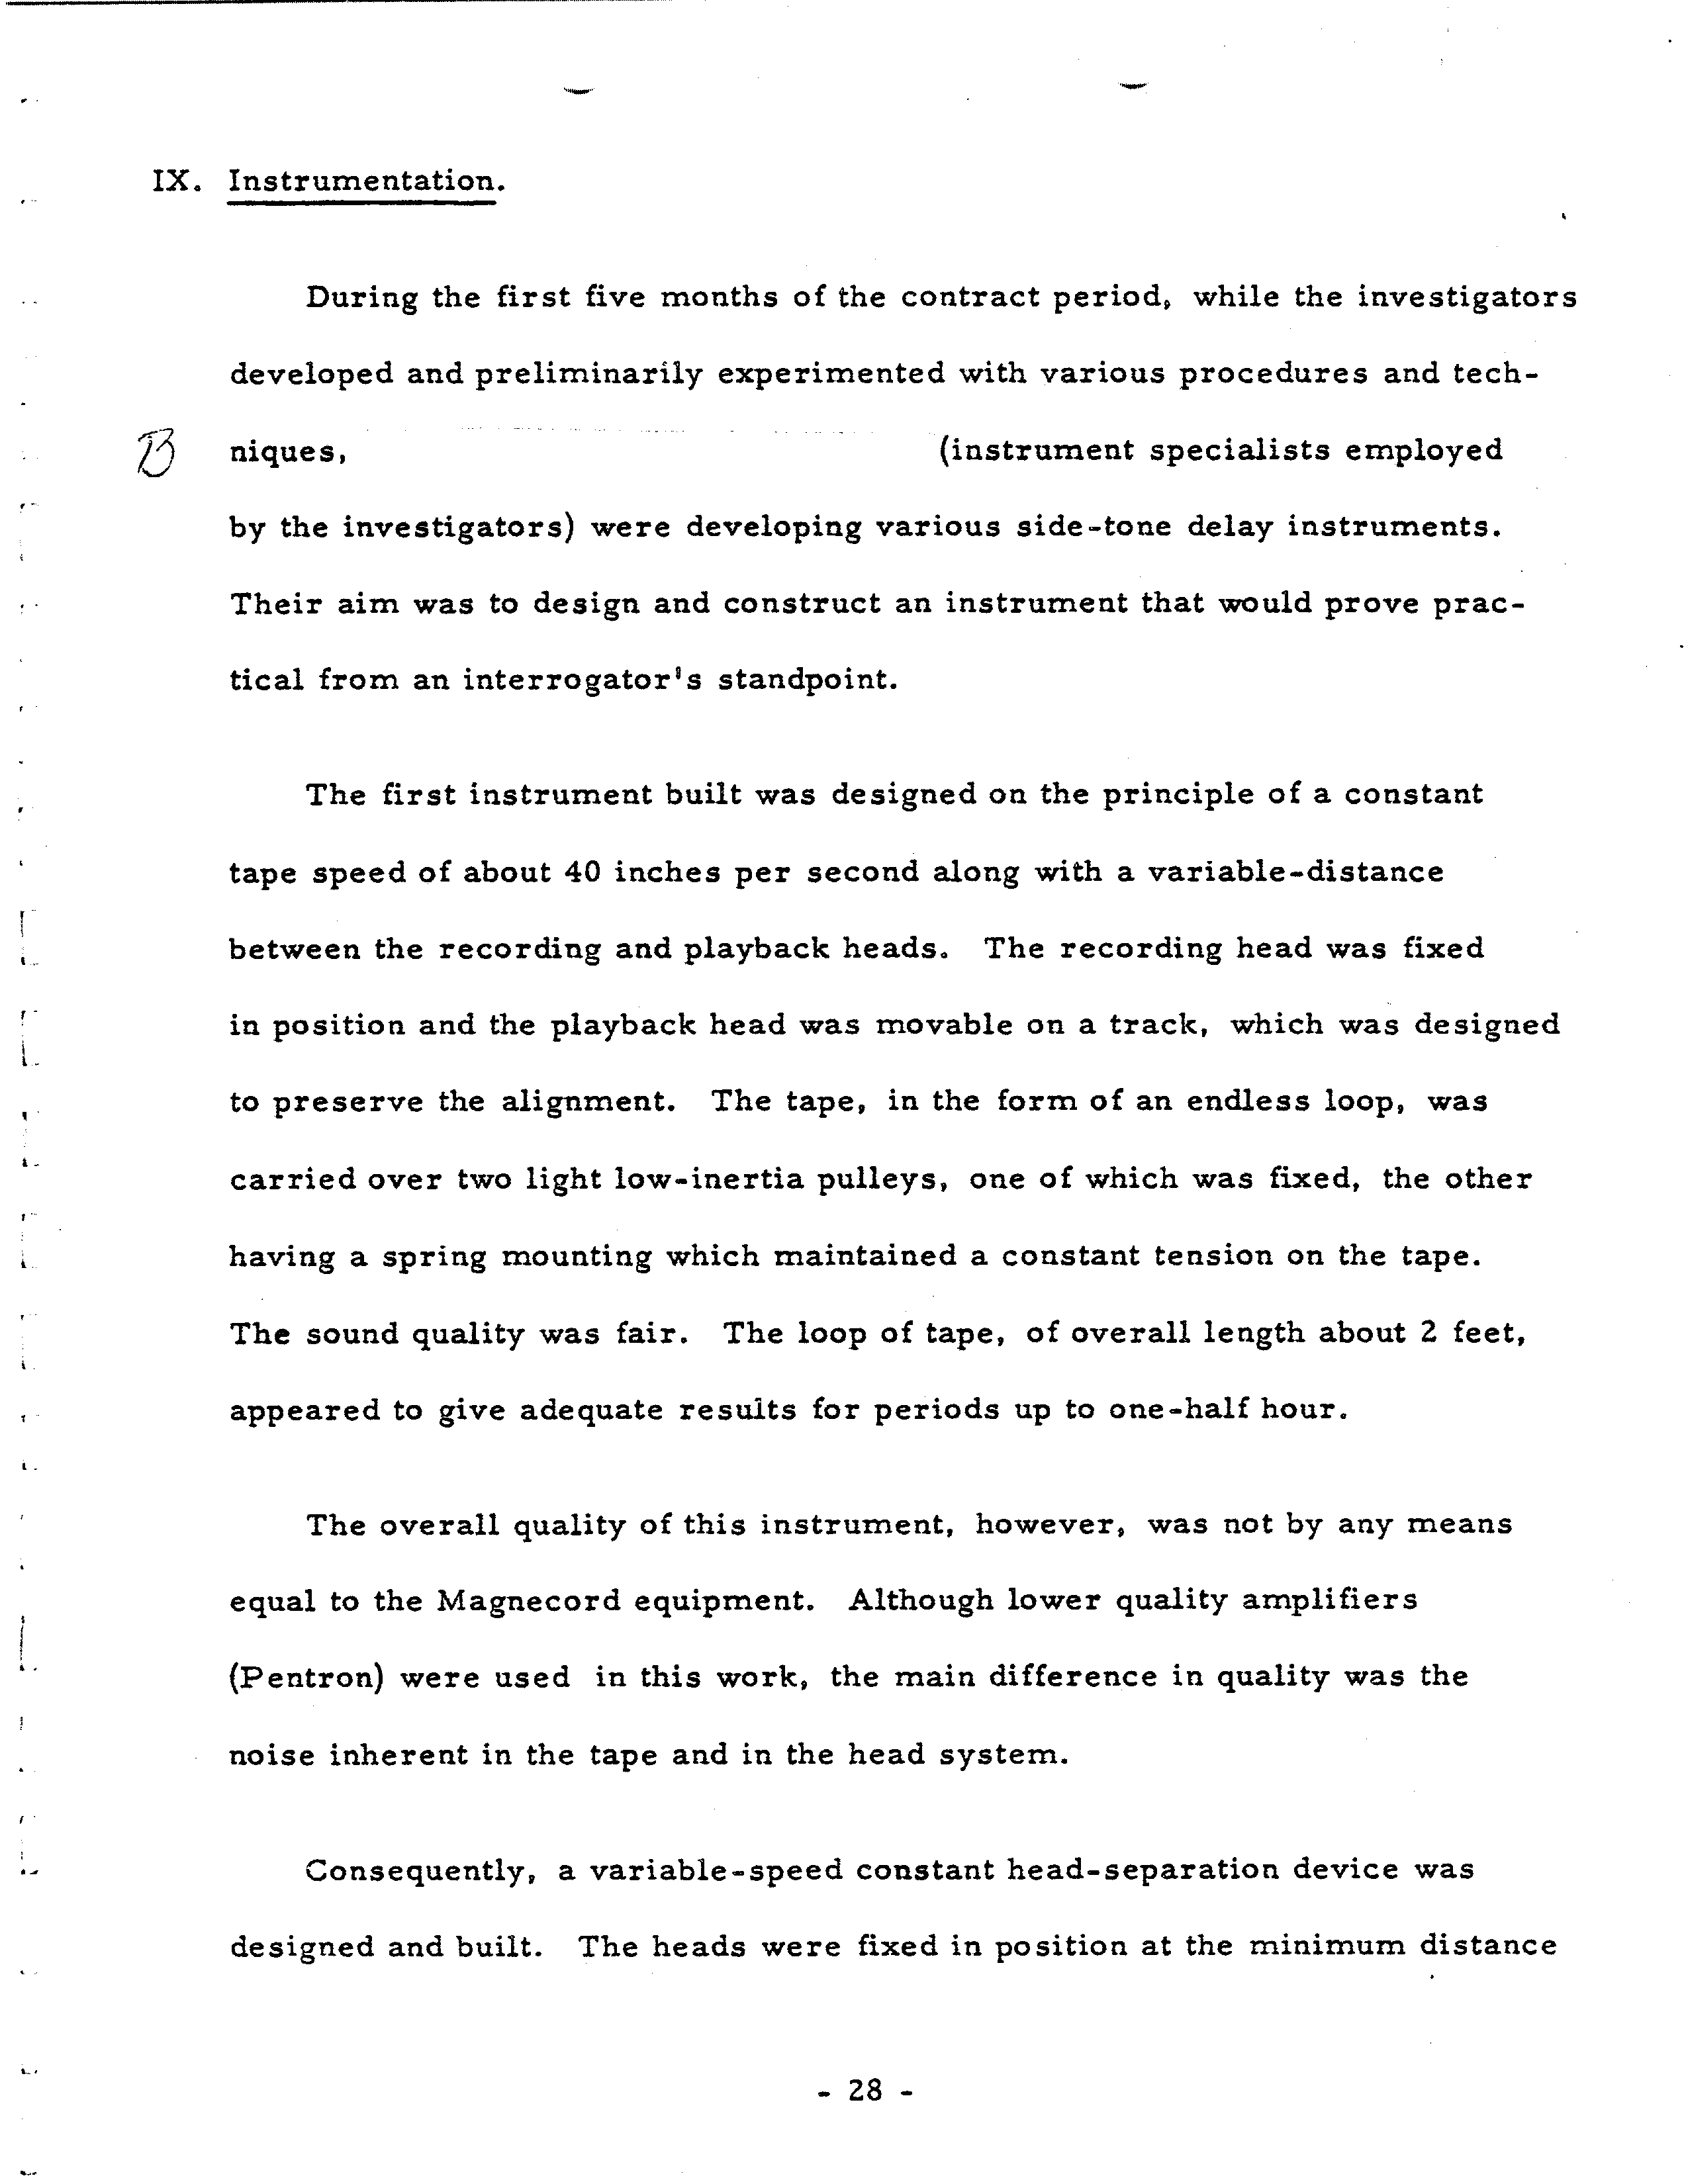 IX. Instrumentation.
During the first five months of the contract period, while the investigators
developed and preliminarily experimented with various procedures and tech-
B niques, (instrument specialists employed
by the investigators) were developing various side-tone delay instruments.
Their aim was to design and construct an instrument that would prove prac-
tical from an interrogator's standpoint.
The first instrument built was designed on the principle of a constant
tape speed of about 40 inches per second along with a variable-distance
between the recording and playback heads. The recording head was fixed
in position and the playback head was movable on a track, which was designed
to preserve the alignment. The tape, in the form of an endless loop, was
carried over two light low-inertia pulleys, one of which was fixed, the other
having a spring mounting which maintained a constant tension on the tape.
The sound quality was fair. The loop of tape, of overall length about 2 feet,
appeared to give adequate results for periods up to one-half hour.
The overall quality of this instrument, however, was not by any means
equal to the Magnecord equipment. Although lower quality amplifiers
(Pentron) were used in this work, the main difference in quality was the
noise inherent in the tape and in the head system.
Consequently, a variable-speed constant head-separation device was
designed and built. The heads were fixed in position at the minimum distance
- 28 -